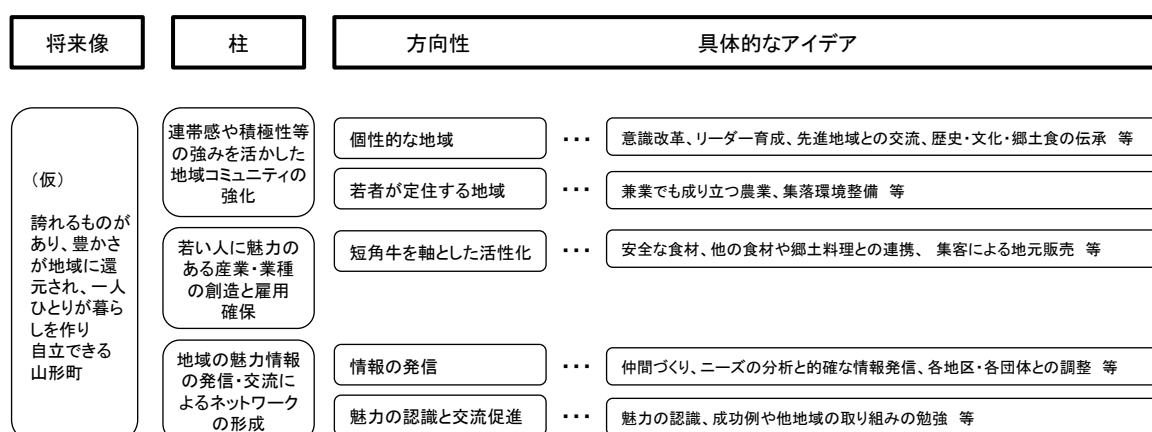 将来像
柱
方向性 具体的なアイデア
（仮）
誇れるものが
あり、豊かさ
が地域に還
元され、一人
ひとりが暮ら
しを作り
自立できる
山形町
連帯感や積極性等
の強みを活かした
地域コミュニティの
強化
個性的な地域 ・・・ 意識改革、リーダー育成、先進地域との交流、歴史・文化・郷土食の伝承 等
若者が定住する地域 ・・・ 兼業でも成り立つ農業、集落環境整備 等
若い人に魅力の
ある産業・業種
の創造と雇用
確保
短角牛を軸とした活性化 ・・・ 安全な食材、他の食材や郷土料理との連携、 集客による地元販売 等
地域の魅力情報
の発信・交流に
よるネットワーク
の形成
情報の発信 ・・・ 仲間づくり、ニーズの分析と的確な情報発信、各地区・各団体との調整 等
魅力の認識と交流促進 ・・・ 魅力の認識、成功例や他地域の取り組みの勉強 等